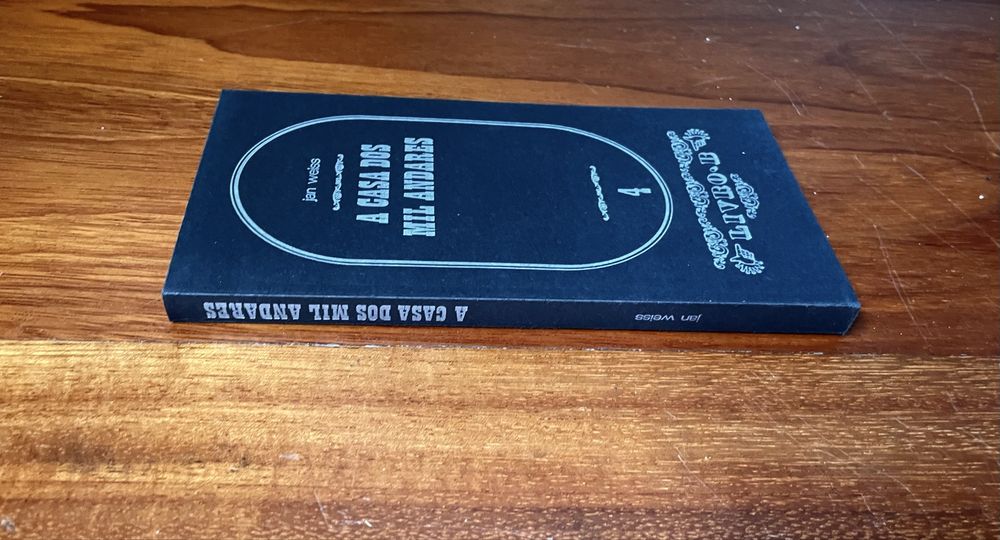 jan weiss
A CASA DOS
MIL ANDARES
4
LIVRO·B
A CASA DOS MIL ANDARES
jan weiss